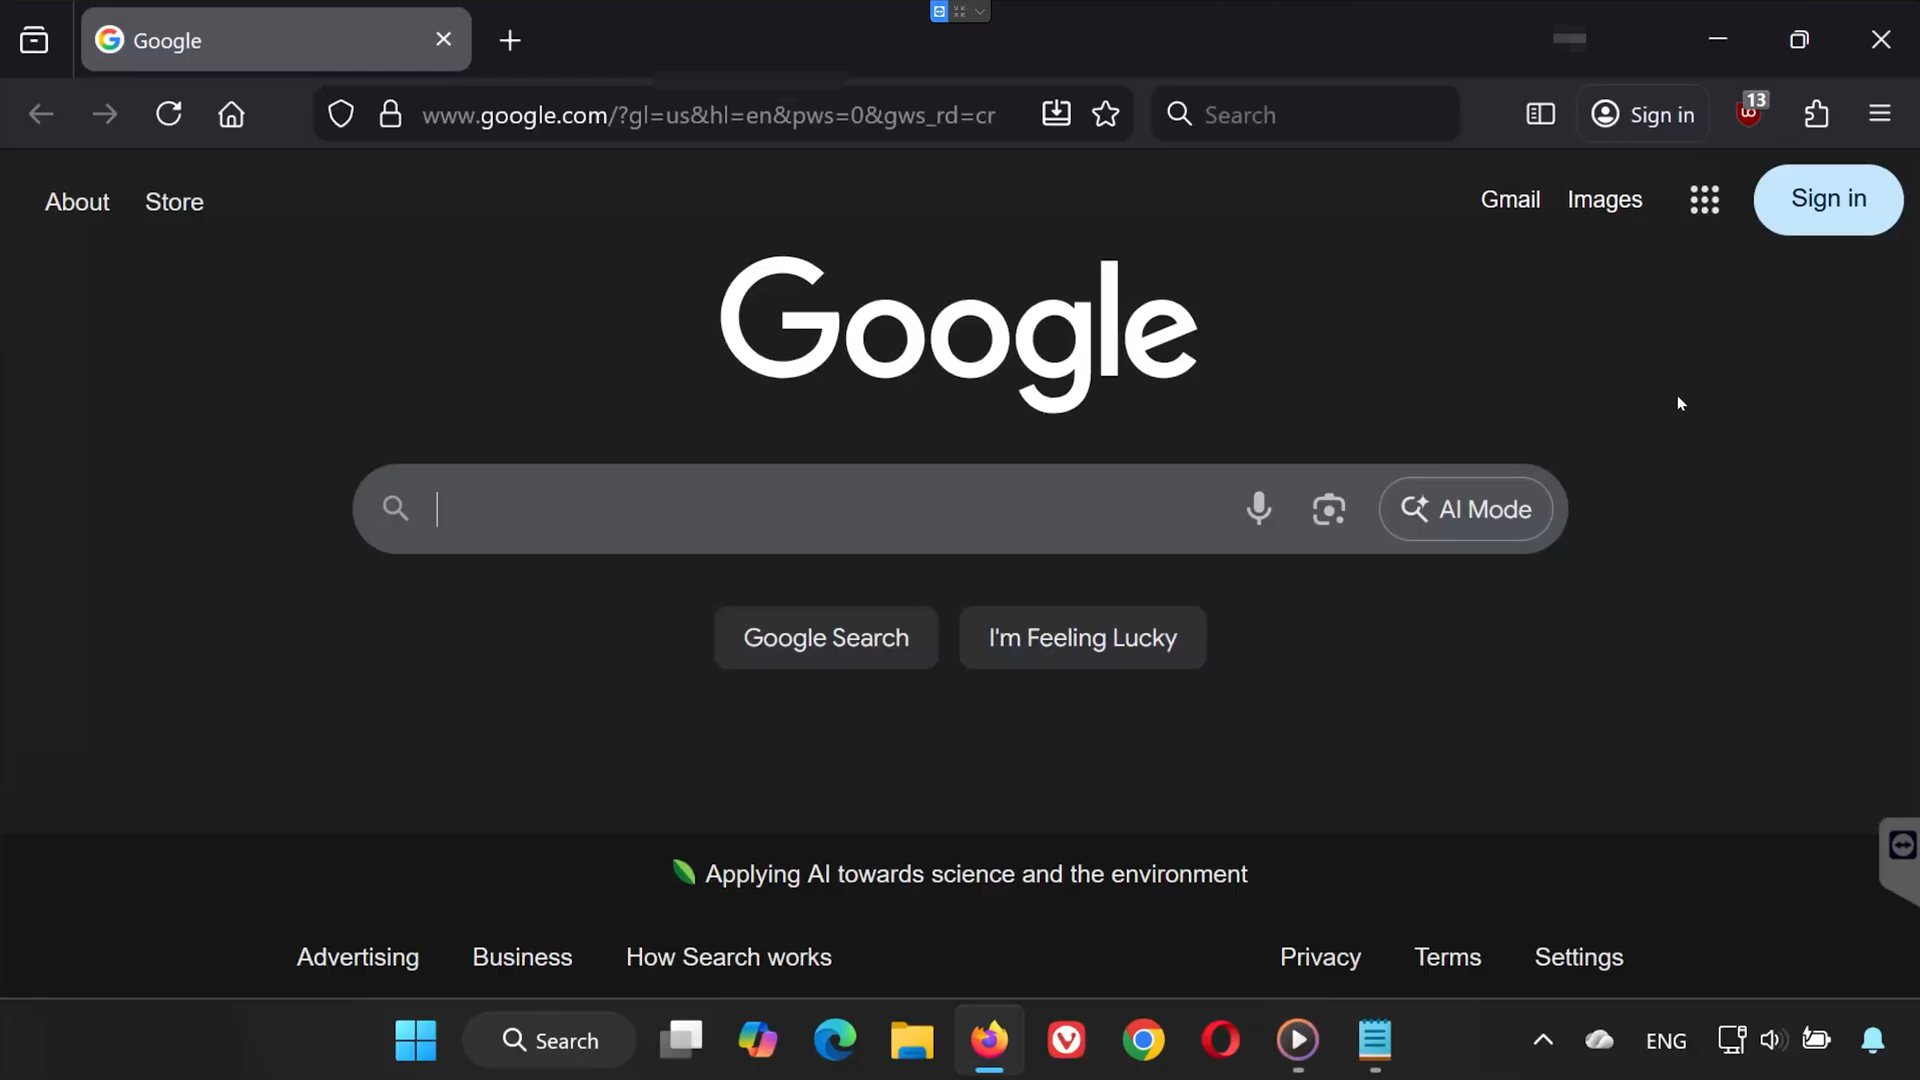 Google
www.google.com/?gl=us&hl=en&pws=0&gws_rd=cr
Search
Sign in
13
About
Store
Gmail
Images
Sign in
Google
AI Mode
Google Search
I'm Feeling Lucky
Applying AI towards science and the environment
Advertising
Business
How Search works
Privacy
Terms
Settings
Search
ENG